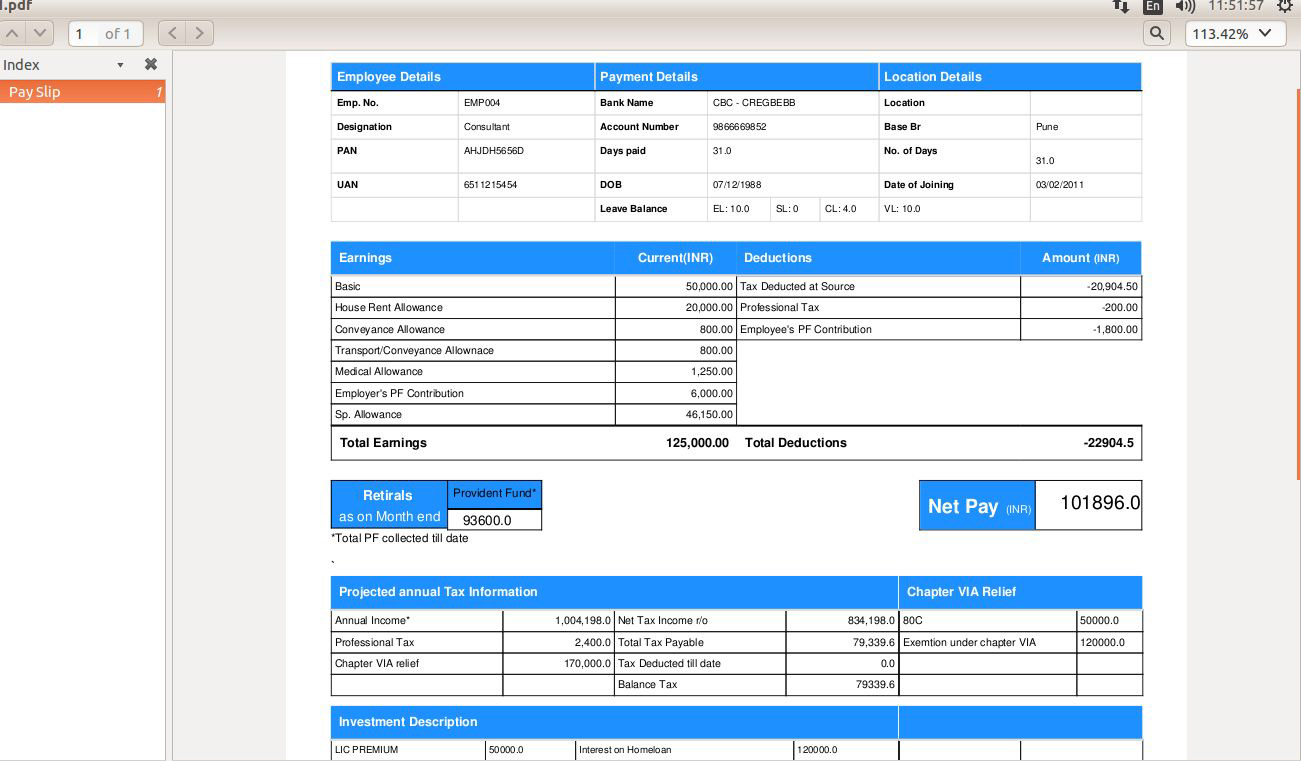 l.pdf En 11:51:57
1 of 1 113.42%
Index
Pay Slip 1
Employee Details Payment Details Location Details
Emp. No. EMP004 Bank Name CBC - CREGBEBB Location
Designation Consultant Account Number 9866669852 Base Br Pune
PAN AHJDH5656D Days paid 31.0 No. of Days 31.0
UAN 6511215454 DOB 07/12/1988 Date of Joining 03/02/2011
Leave Balance EL: 10.0 SL: 0 CL: 4.0 VL: 10.0
Earnings Current(INR) Deductions Amount (INR)
Basic 50,000.00 Tax Deducted at Source -20,904.50
House Rent Allowance 20,000.00 Professional Tax -200.00
Conveyance Allowance 800.00 Employee's PF Contribution -1,800.00
Transport/Conveyance Allownace 800.00
Medical Allowance 1,250.00
Employer's PF Contribution 6,000.00
Sp. Allowance 46,150.00
Total Earnings 125,000.00 Total Deductions -22904.5
Retirals Provident Fund*
as on Month end 93600.0
Net Pay (INR) 101896.0
*Total PF collected till date
`
Projected annual Tax Information Chapter VIA Relief
Annual Income* 1,004,198.0 Net Tax Income r/o 834,198.0 80C 50000.0
Professional Tax 2,400.0 Total Tax Payable 79,339.6 Exemtion under chapter VIA 120000.0
Chapter VIA relief 170,000.0 Tax Deducted till date 0.0
Balance Tax 79339.6
Investment Description
LIC PREMIUM 50000.0 Interest on Homeloan 120000.0